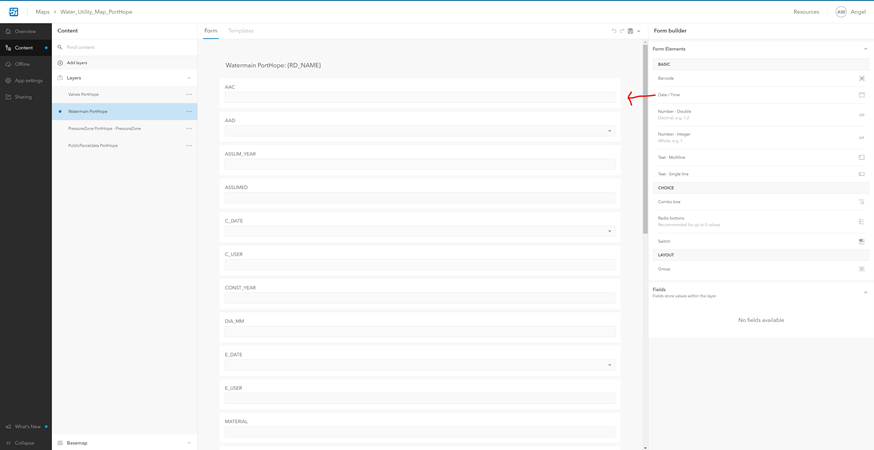 Maps > Water_Utility_Map_PortHope
Resources
AW
Angel
Overview
Content
Offline
App settings
Sharing
What's New
Collapse
Content
Find content
Add layers
Layers
Valves PortHope
Watermain PortHope
PressureZone PortHope - PressureZone
PublicParcelsdata PortHope
Basemap
Form
Templates
Watermain PortHope: {RD_NAME}
AAC
AAD
ASSUM_YEAR
ASSUMED
C_DATE
C_USER
CONST_YEAR
DIA_MM
E_DATE
E_USER
MATERIAL
Form builder
Form Elements
BASIC
Barcode
Date / Time
Number - Double
Decimal, e.g. 1.2
Number - Integer
Whole, e.g. 1
Text - Multiline
Text - Single line
CHOICE
Combo box
Radio buttons
Recommended for up to 5 values
Switch
LAYOUT
Group
Fields
Fields store values within the layer
No fields available